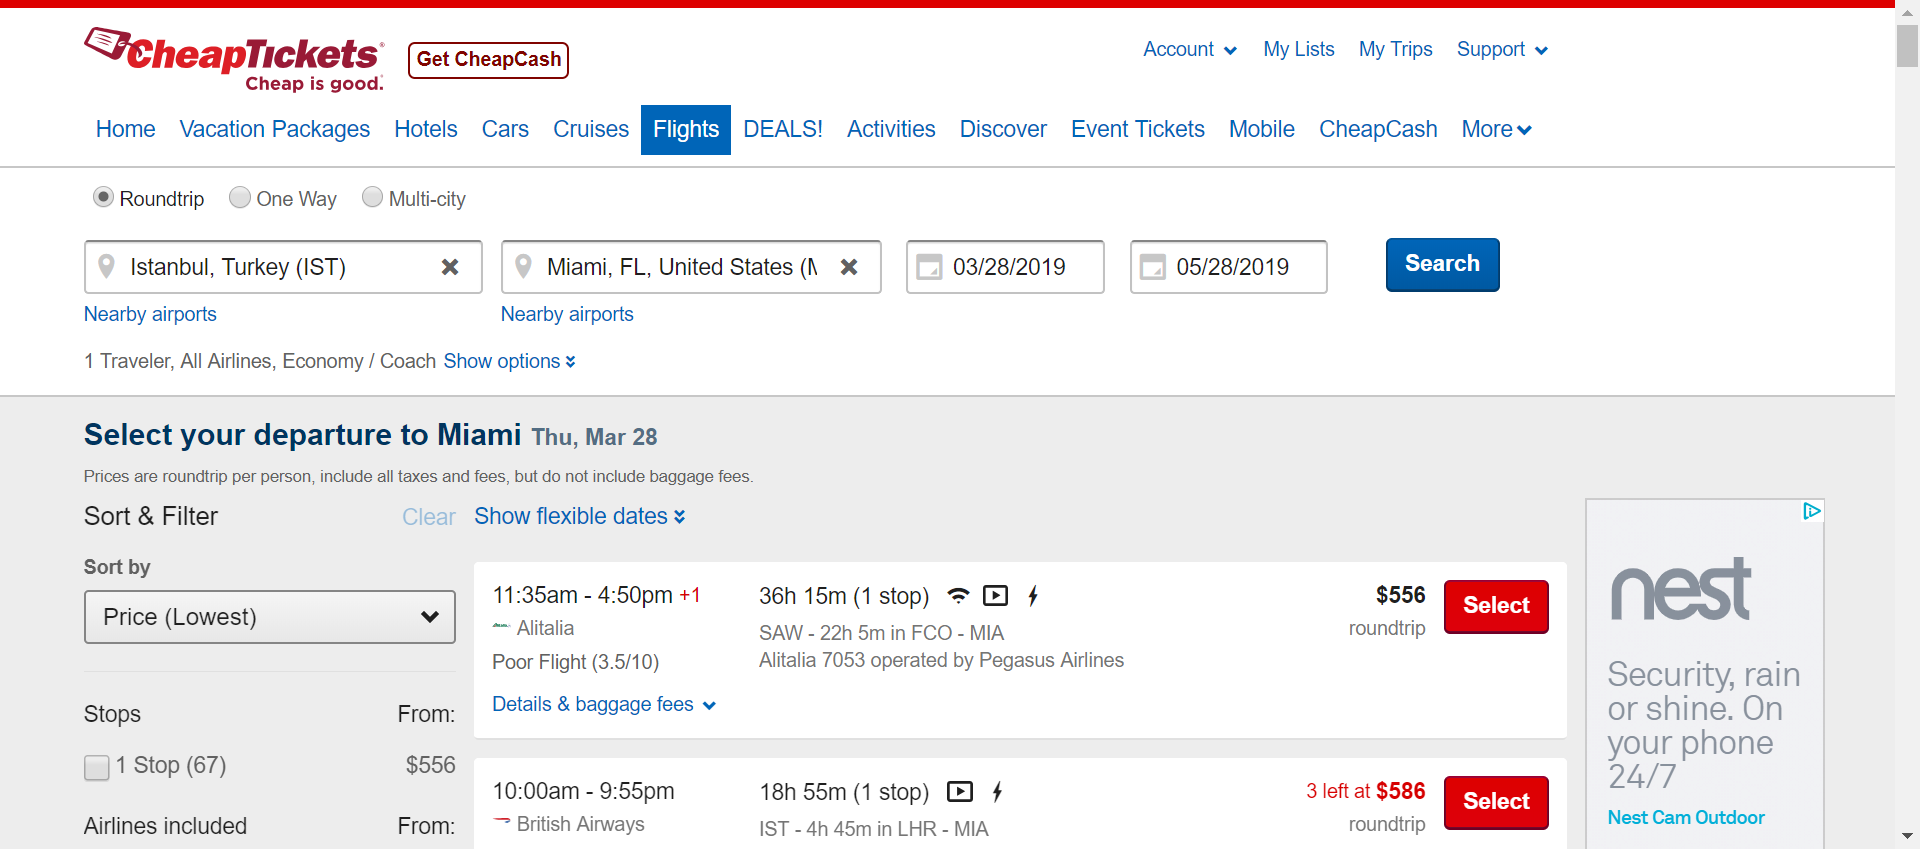 CheapTickets®
Cheap is good.
Get CheapCash
Account
My Lists
My Trips
Support
Home
Vacation Packages
Hotels
Cars
Cruises
Flights
DEALS!
Activities
Discover
Event Tickets
Mobile
CheapCash
More
Roundtrip
One Way
Multi-city
Istanbul, Turkey (IST)
Miami, FL, United States (
03/28/2019
05/28/2019
Search
Nearby airports
Nearby airports
1 Traveler, All Airlines, Economy / Coach Show options
Select your departure to Miami Thu, Mar 28
Prices are roundtrip per person, include all taxes and fees, but do not include baggage fees.
Sort & Filter
Clear
Show flexible dates
Sort by
Price (Lowest)
Stops From:
1 Stop (67) $556
Airlines included From:
11:35am - 4:50pm +1
Alitalia
Poor Flight (3.5/10)
Details & baggage fees
36h 15m (1 stop)
SAW - 22h 5m in FCO - MIA
Alitalia 7053 operated by Pegasus Airlines
$556
roundtrip
Select
10:00am - 9:55pm
British Airways
18h 55m (1 stop)
IST - 4h 45m in LHR - MIA
3 left at $586
roundtrip
Select
nest
Security, rain
or shine. On
your phone
24/7
Nest Cam Outdoor